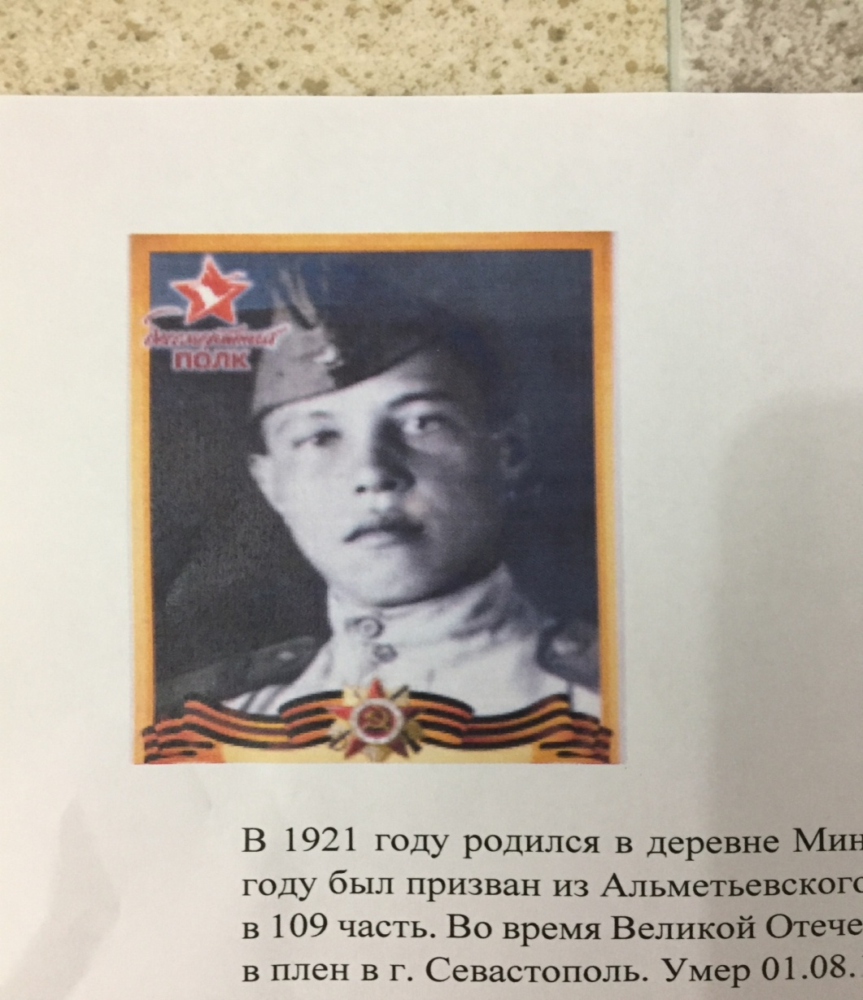 Бессмертный
ПОЛК
В 1921 году родился в деревне Мин
году был призван из Альметьевского
в 109 часть. Во время Великой Отече
в плен в г. Севастополь. Умер 01.08.